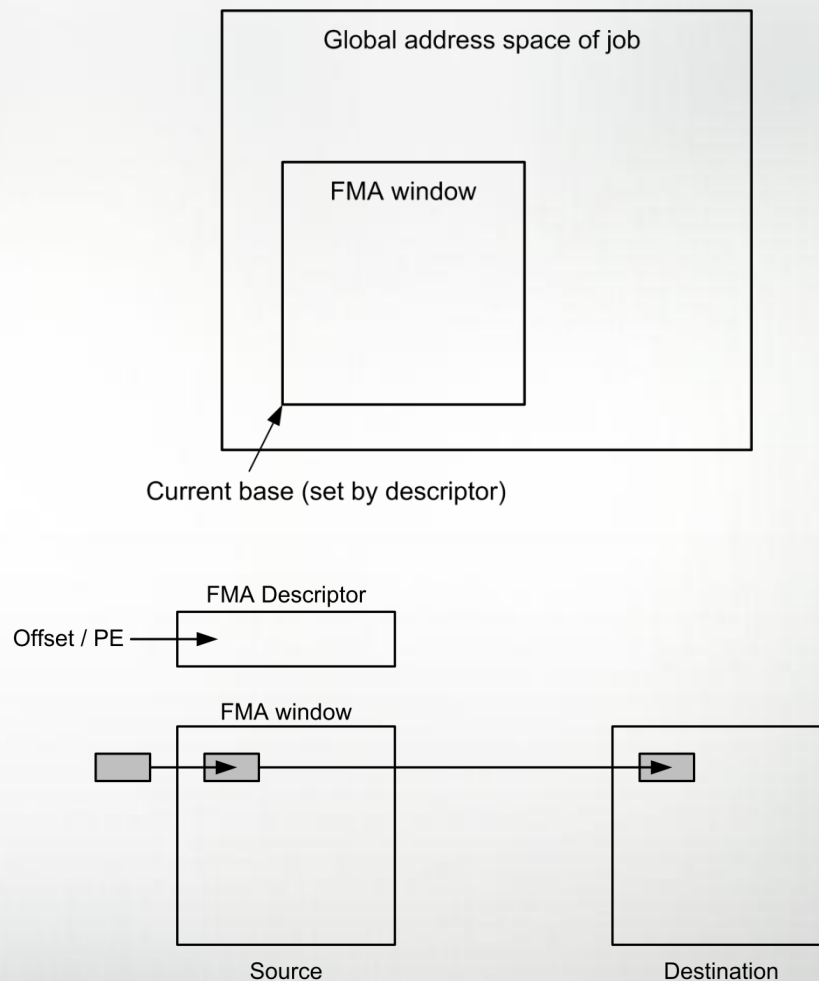 Global address space of job
FMA window
Current base (set by descriptor)
FMA Descriptor
Offset / PE
FMA window
Source
Destination